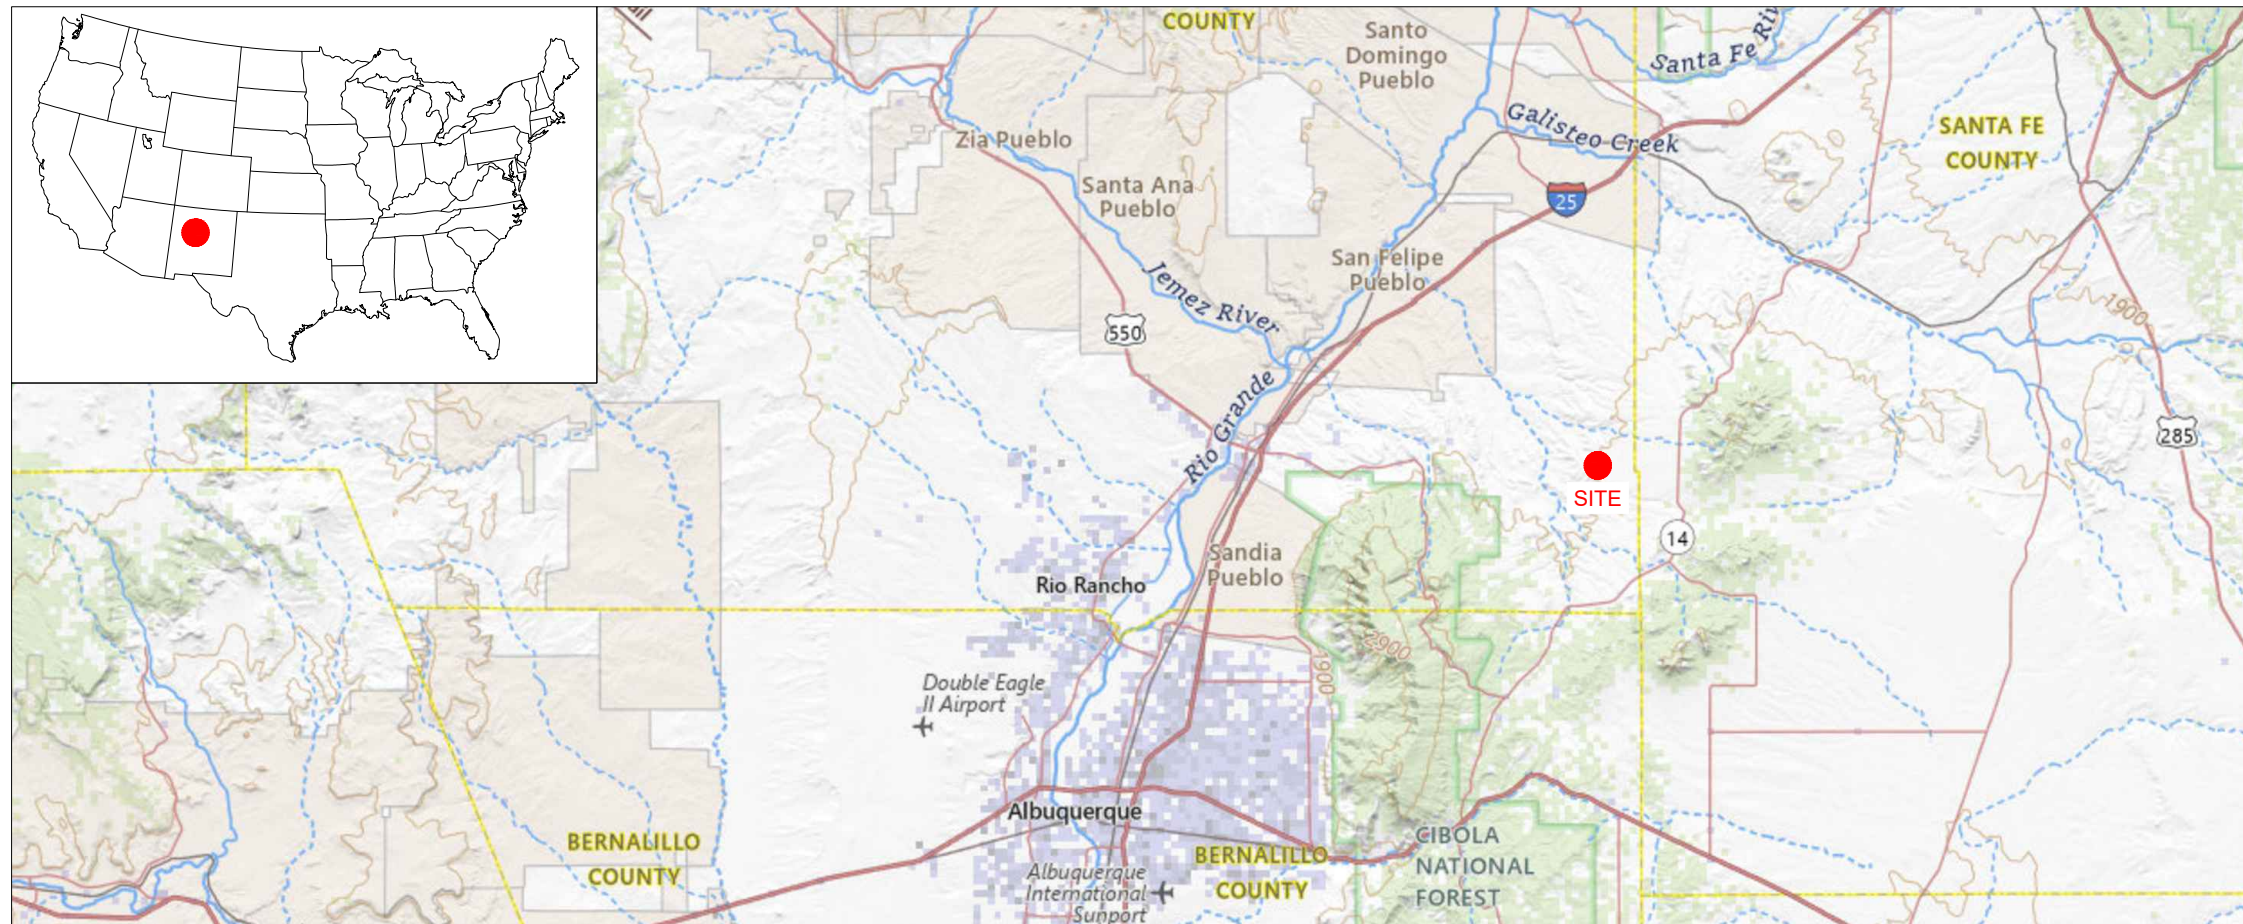 COUNTY
Santo
Domingo
Pueblo
Santa Fe Riv
Galisteo Creek
SANTA FE
COUNTY
Zia Pueblo
Santa Ana
Pueblo
25
San Felipe
Pueblo
Jemez River
550
1900
Rio Grande
285
SITE
14
Sandia
Pueblo
Rio Rancho
2900
1900
Double Eagle
II Airport
Albuquerque
BERNALILLO
COUNTY
BERNALILLO
COUNTY
CIBOLA
NATIONAL
FOREST
Albuquerque
International
Sunport